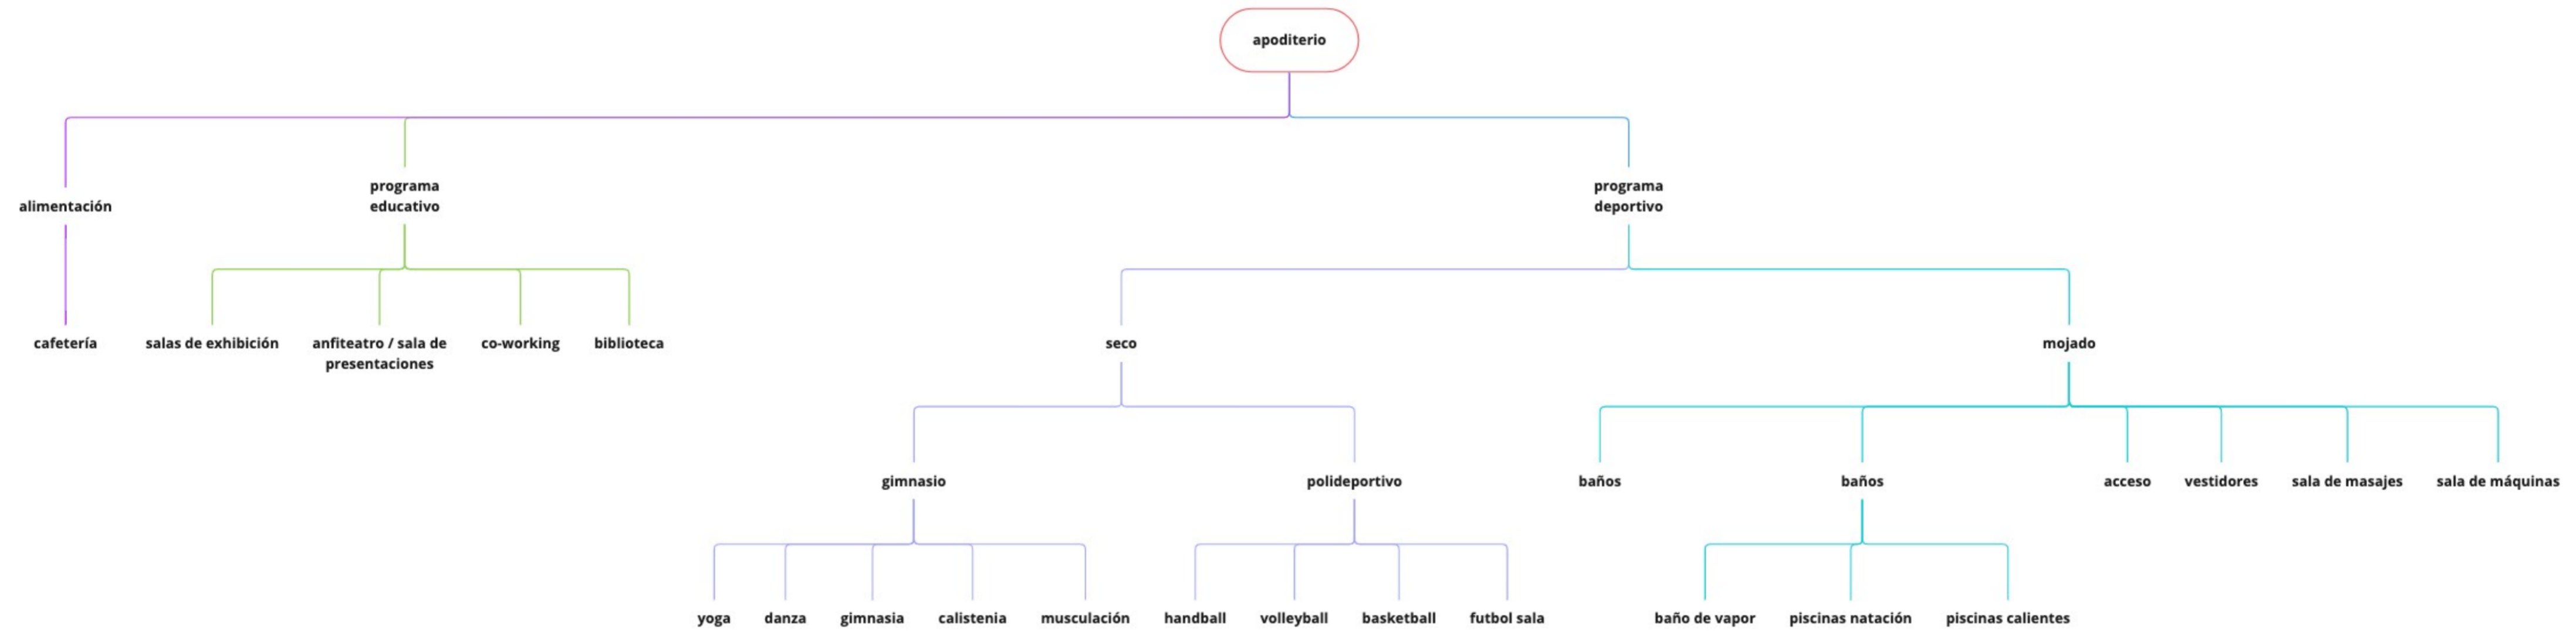 apoditerio
alimentación
programa
educativo
programa
deportivo
cafetería
salas de exhibición
anfiteatro / sala de
presentaciones
co-working
biblioteca
seco
mojado
gimnasio
polideportivo
baños
baños
acceso
vestidores
sala de masajes
sala de máquinas
yoga
danza
gimnasia
calistenia
musculación
handball
volleyball
basketball
futbol sala
baño de vapor
piscinas natación
piscinas calientes